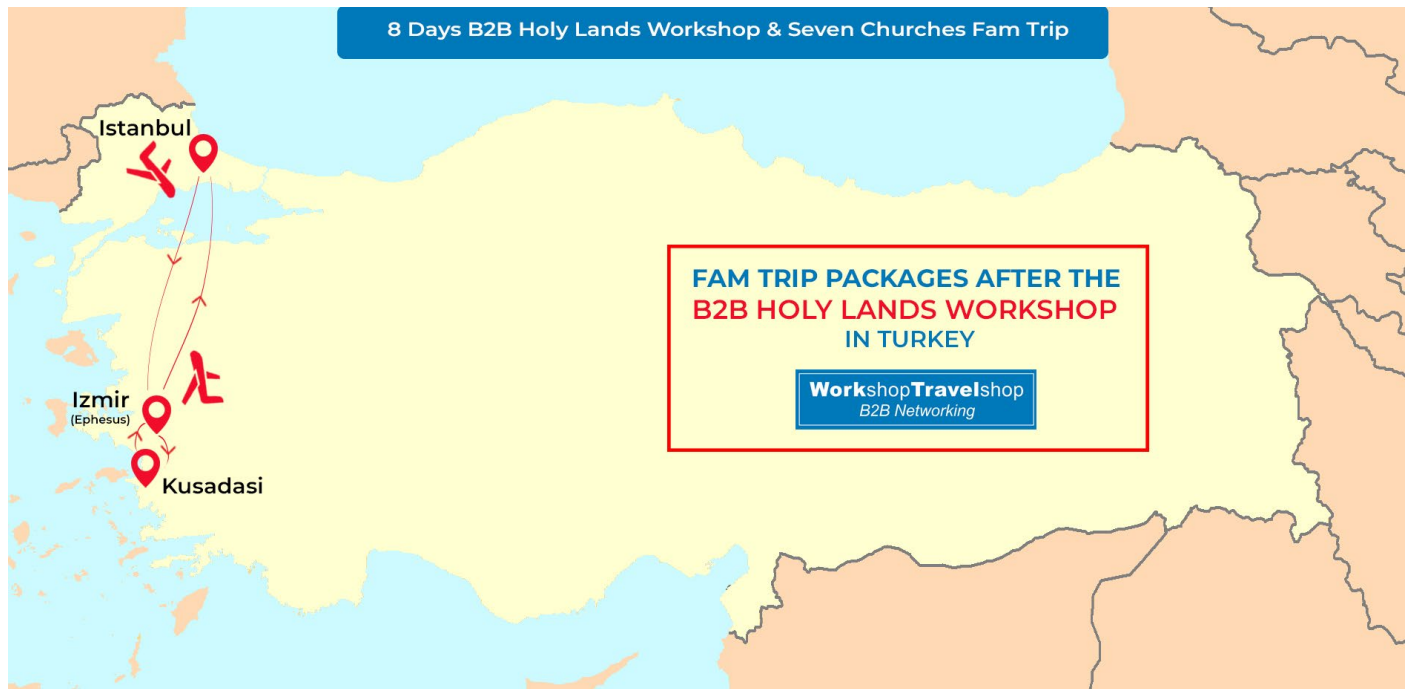 8 Days B2B Holy Lands Workshop & Seven Churches Fam Trip
Istanbul
Izmir
(Ephesus)
Kusadasi
FAM TRIP PACKAGES AFTER THE
B2B HOLY LANDS WORKSHOP
IN TURKEY
WorkshopTravelshop
B2B Networking